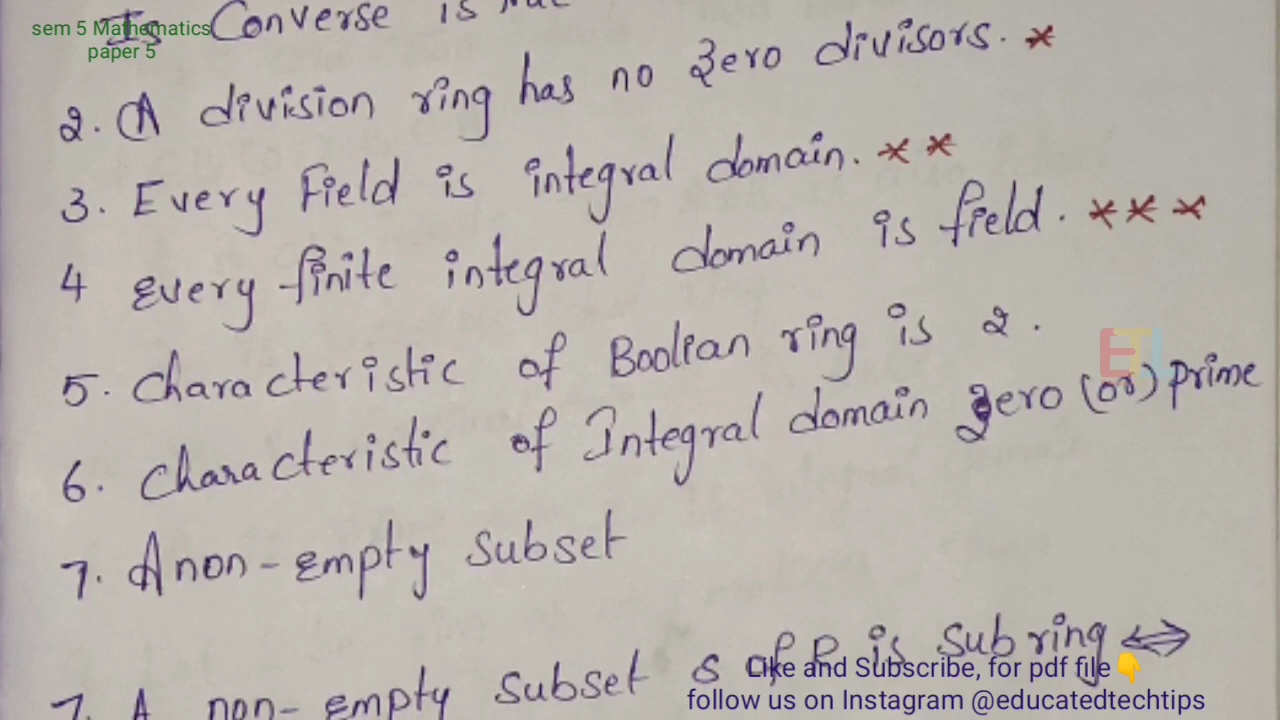 Is Converse is
sem 5 Mathematics
paper 5
2. A division ring has no zero divisors. *
3. Every Field is integral domain. * *
4 Every finite integral domain is field. * * *
5. Characteristic of Boolian ring is 2.
6. Characteristic of Integral domain zero (or) prime
7. A non-empty subset
7. A non-empty subset S of R is Subring ⇔
Like and Subscribe, for pdf file👇
follow us on Instagram @educatedtechtips